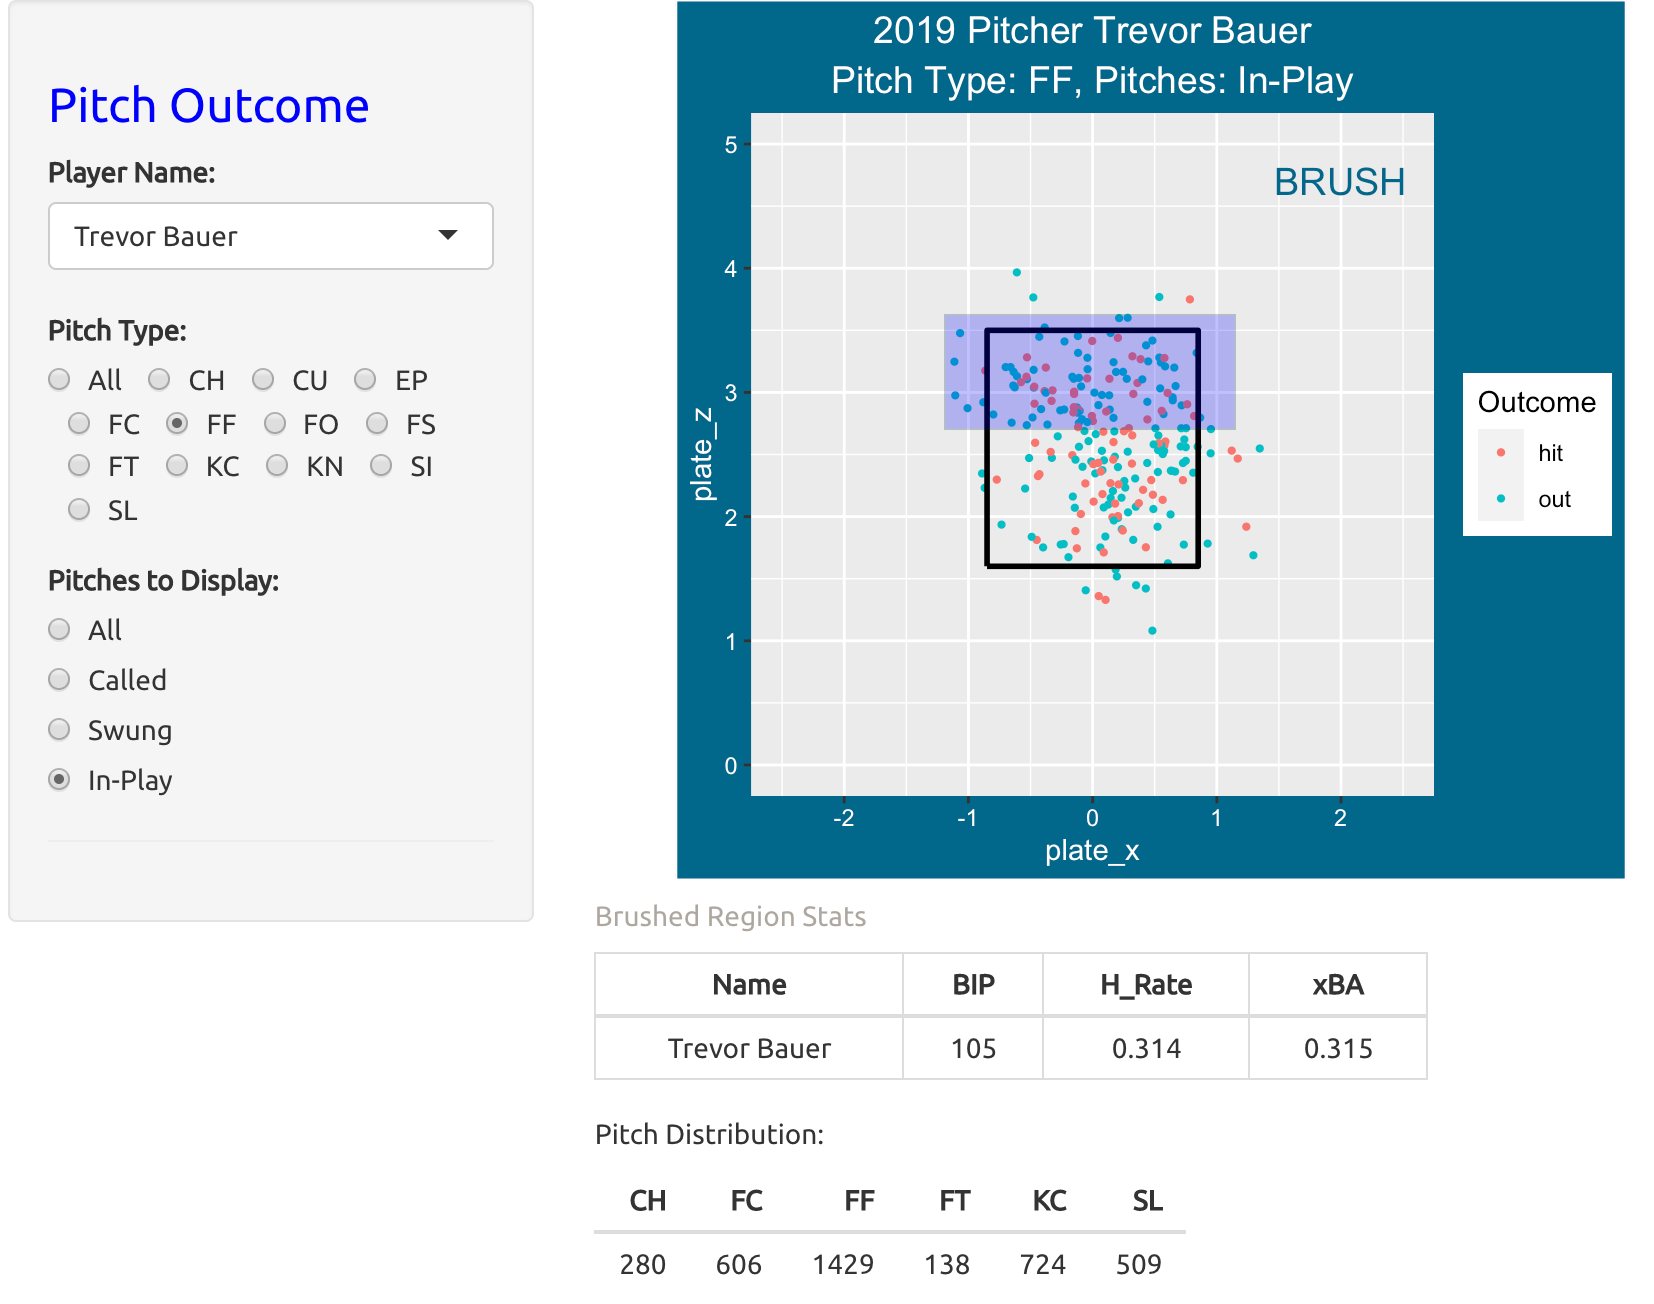 Pitch Outcome
Player Name:
Trevor Bauer
Pitch Type:
All CH CU EP
FC FF FO FS
FT KC KN SI
SL
Pitches to Display:
All
Called
Swung
In-Play
2019 Pitcher Trevor Bauer
Pitch Type: FF, Pitches: In-Play
BRUSH
5
4
3
2
1
0
plate_z
-2 -1 0 1 2
plate_x
Outcome
hit
out
Brushed Region Stats
Name BIP H_Rate xBA
Trevor Bauer 105 0.314 0.315
Pitch Distribution:
CH FC FF FT KC SL
280 606 1429 138 724 509